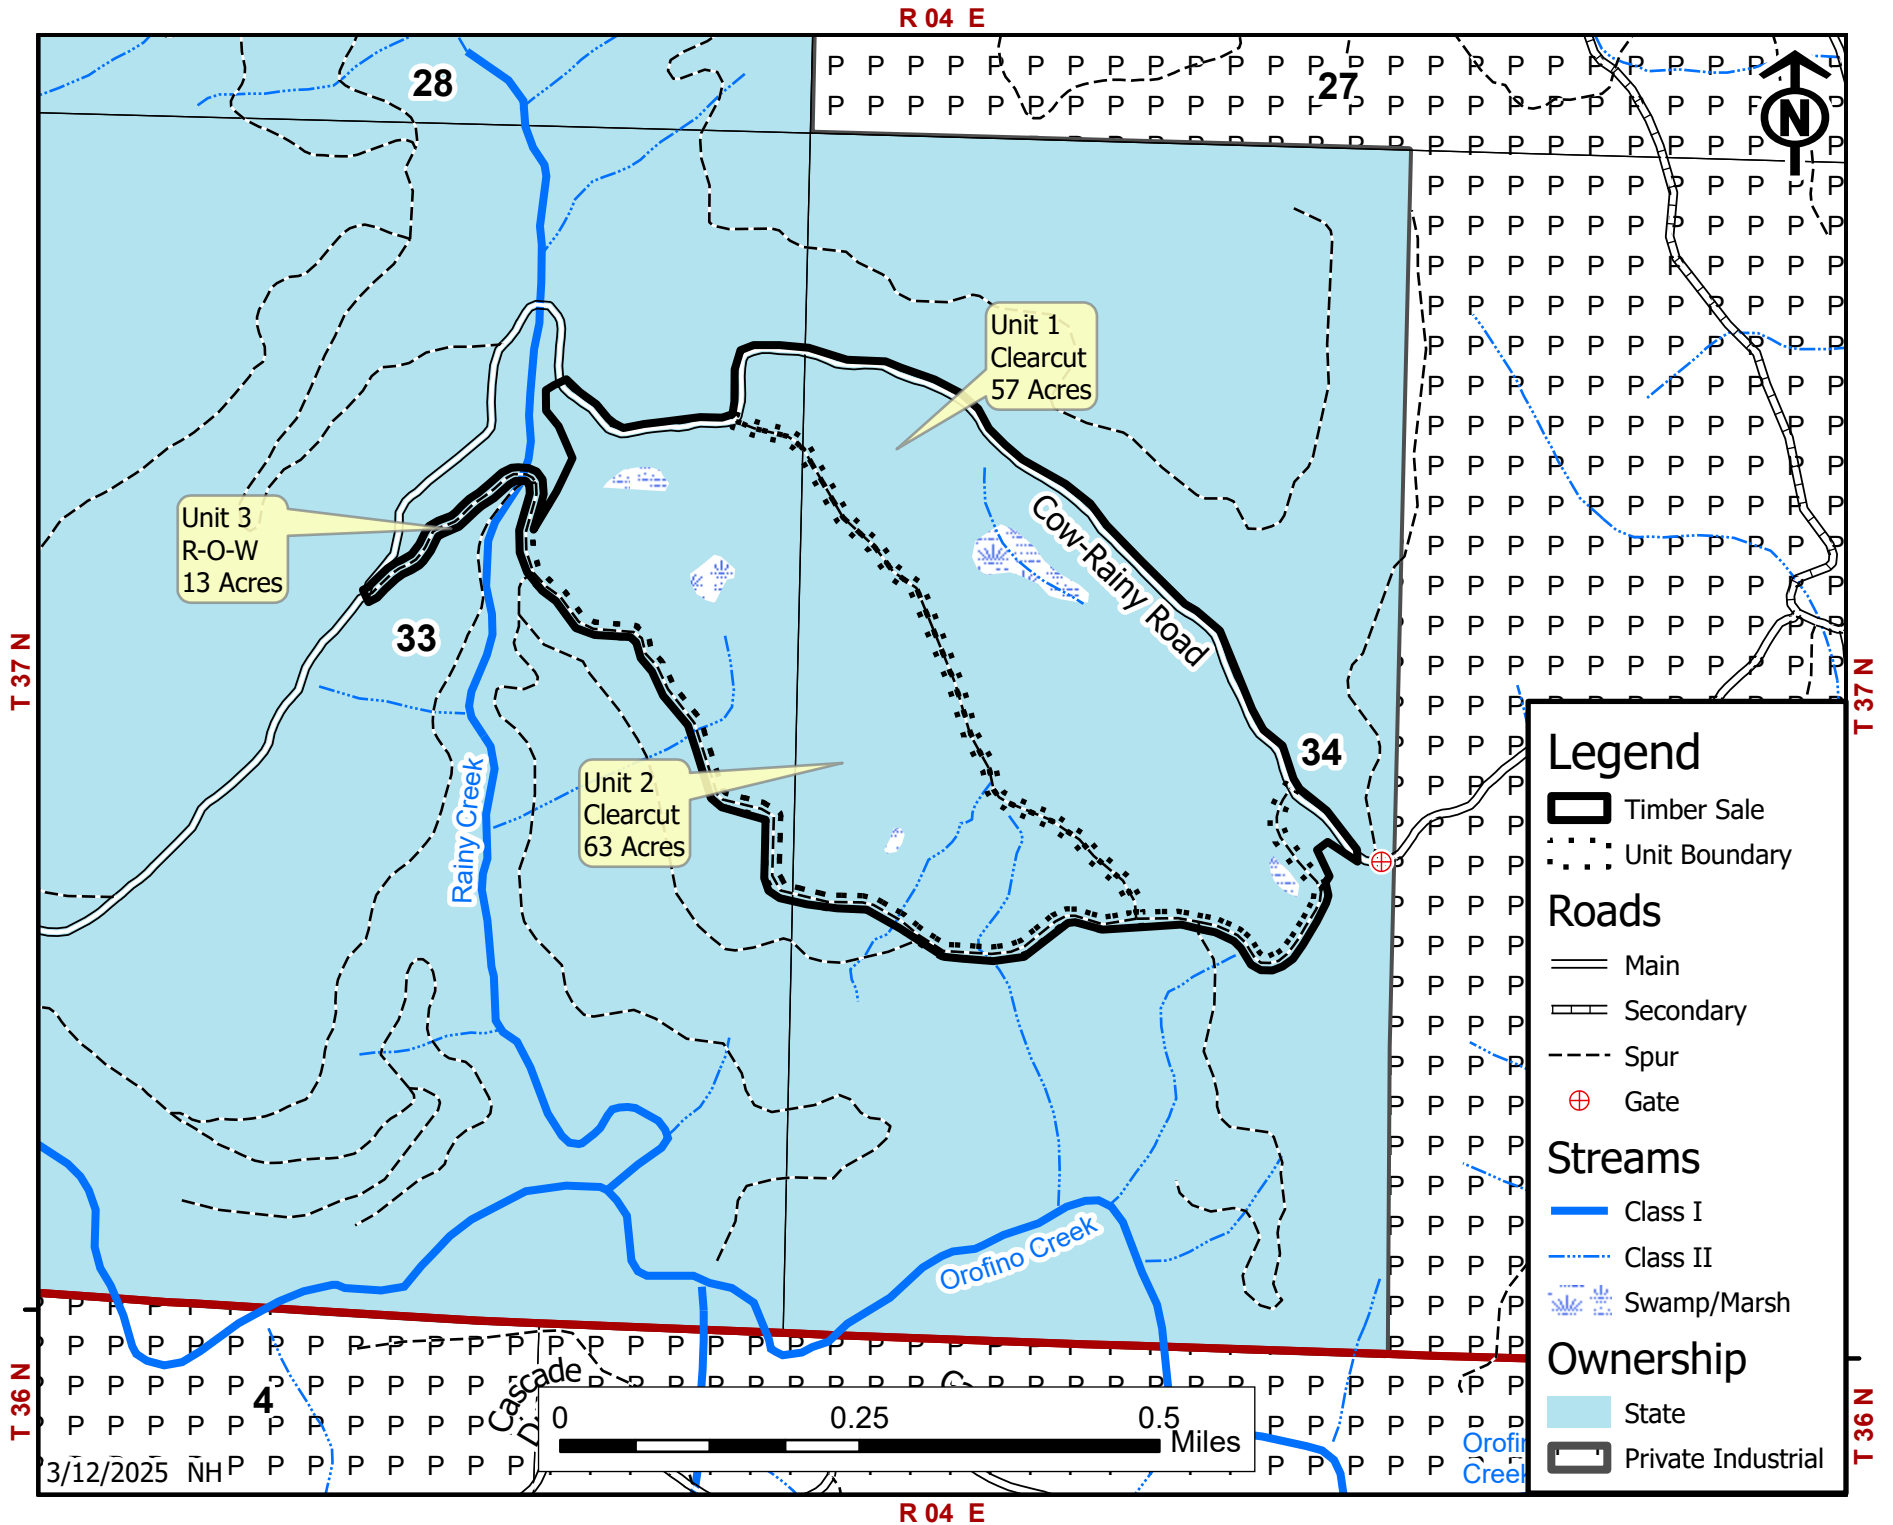 R 04 E
28
27
N
Unit 1
Clearcut
57 Acres
Cow-Rainy Road
Unit 3
R-O-W
13 Acres
33
T 37 N
T 37 N
34
Unit 2
Clearcut
63 Acres
Rainy Creek
Orofino Creek
Legend
Timber Sale
Unit Boundary
Roads
Main
Secondary
Spur
Gate
Streams
Class I
Class II
Swamp/Marsh
Ownership
State
Private Industrial
T 36 N
T 36 N
4
Cascade
0 0.25 0.5
Miles
Orofin
Creek
3/12/2025 NH
R 04 E